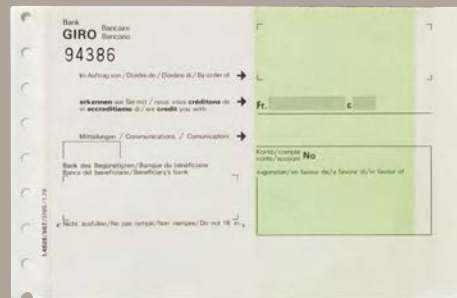 Bank
GIRO Bancaire
Bancario
94386
Im Auftrag von / D'ordre de / D'ordine di / By order of
erkennen wir Sie mit / nous vous créditons de
vi accreditiamo di / we credit you with
Fr. c
Mitteilungen / Communications / Comunicazioni
Konto/compte
conto/account No
Bank des Begünstigten / Banque du bénéficiaire
Banca del beneficiario / Beneficiary's bank
zugunsten/en faveur de/a favore di/in favour of
Nicht ausfüllen/Ne pas remplir/Non riempire/Do not fill in